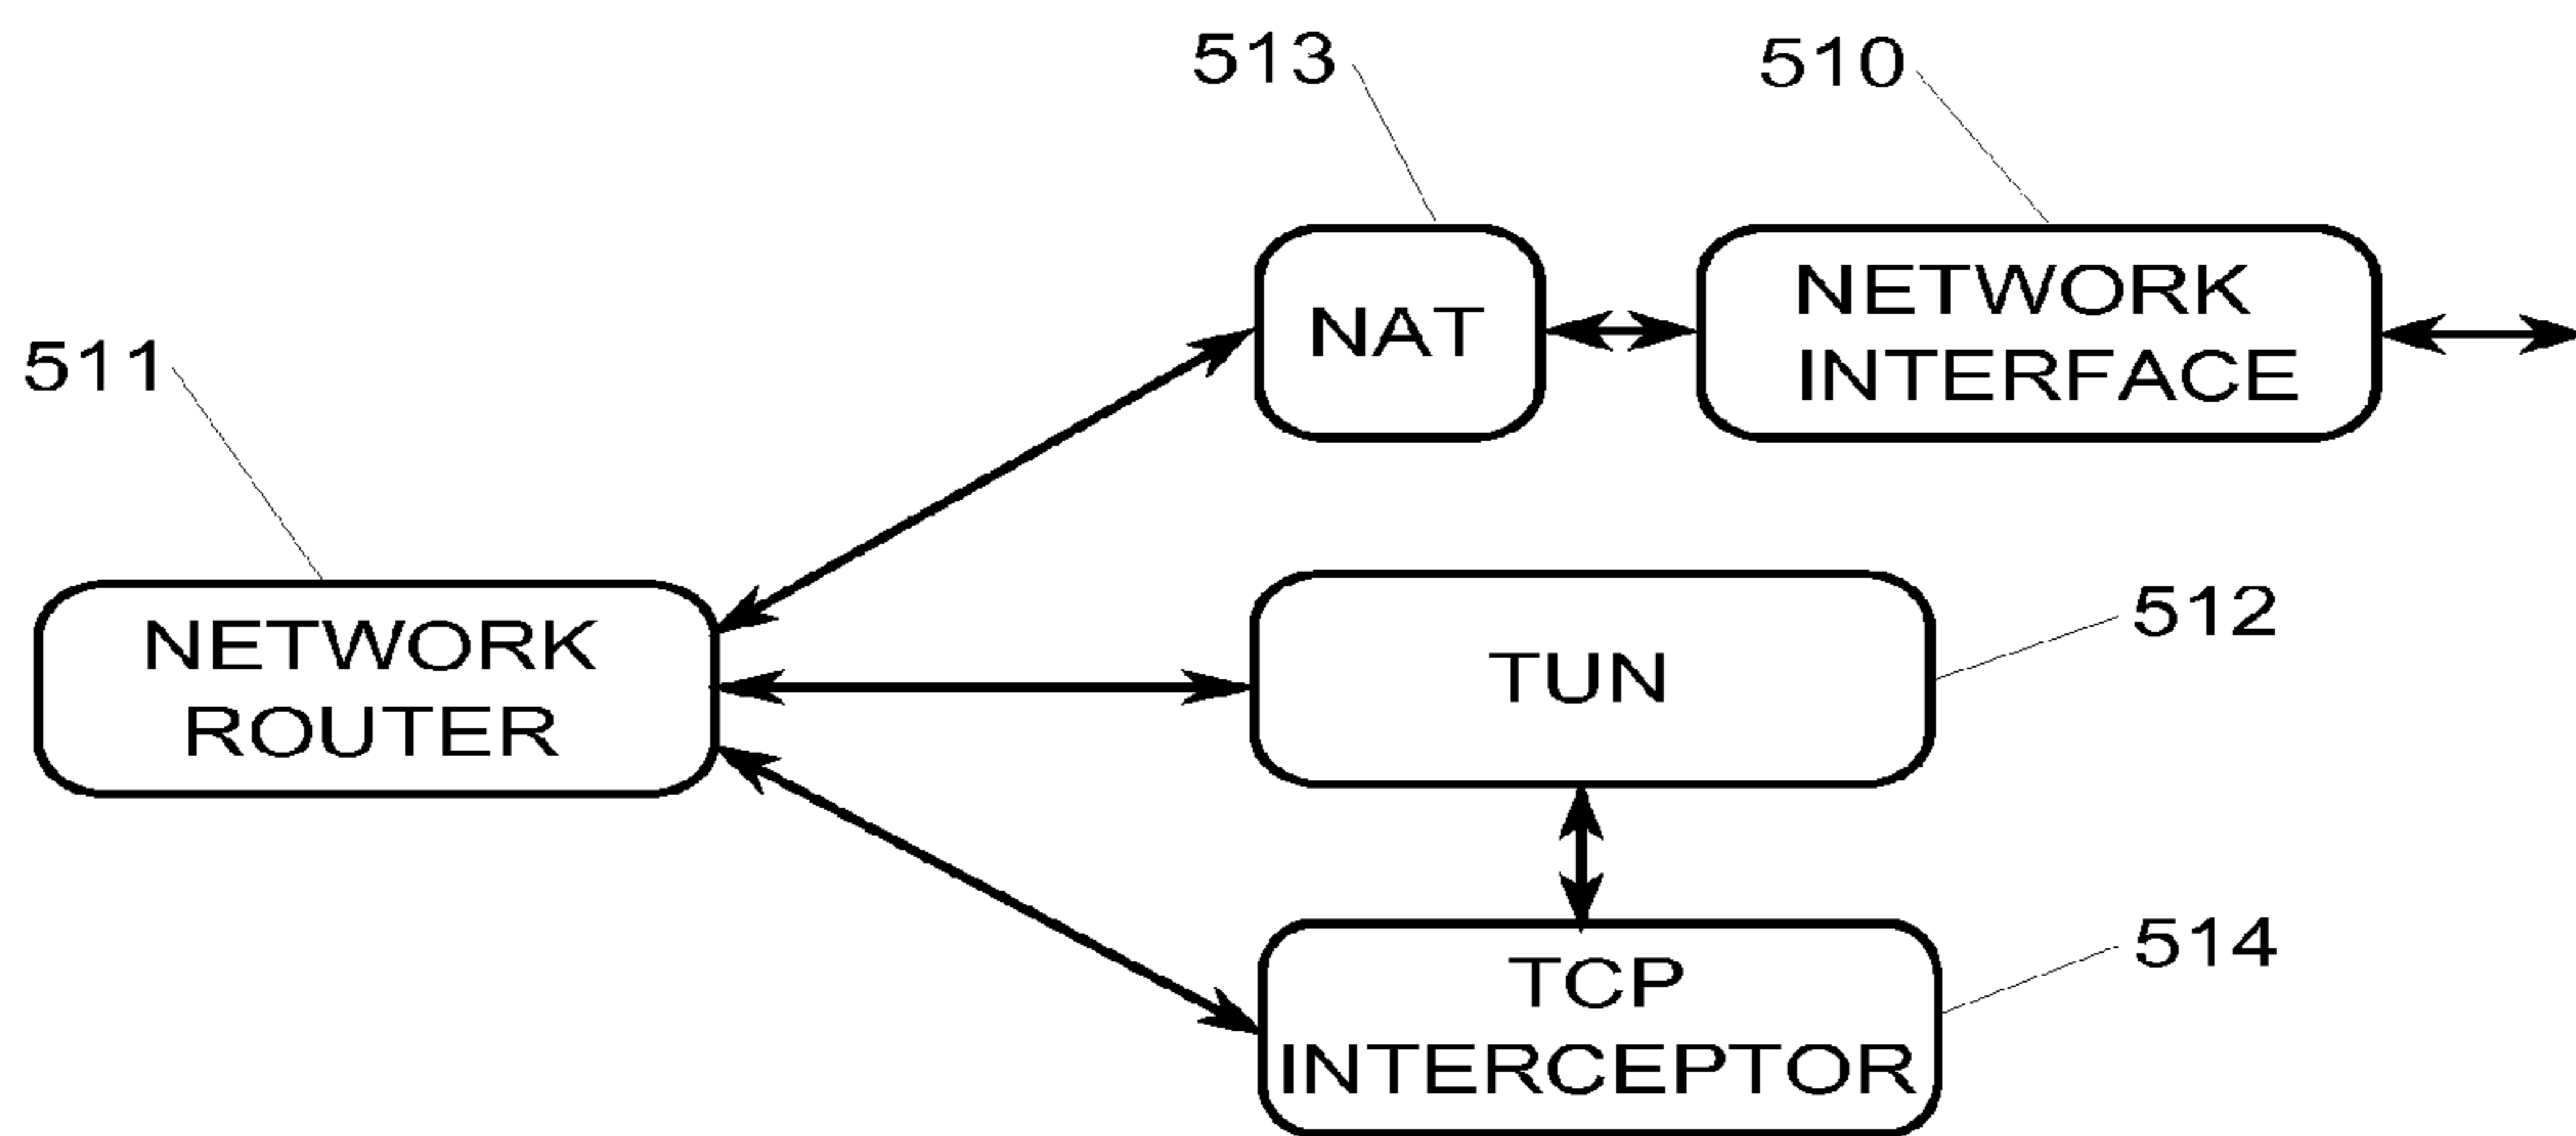 513
510
NAT
NETWORK
INTERFACE
511
NETWORK
ROUTER
TUN
512
TCP
INTERCEPTOR
514